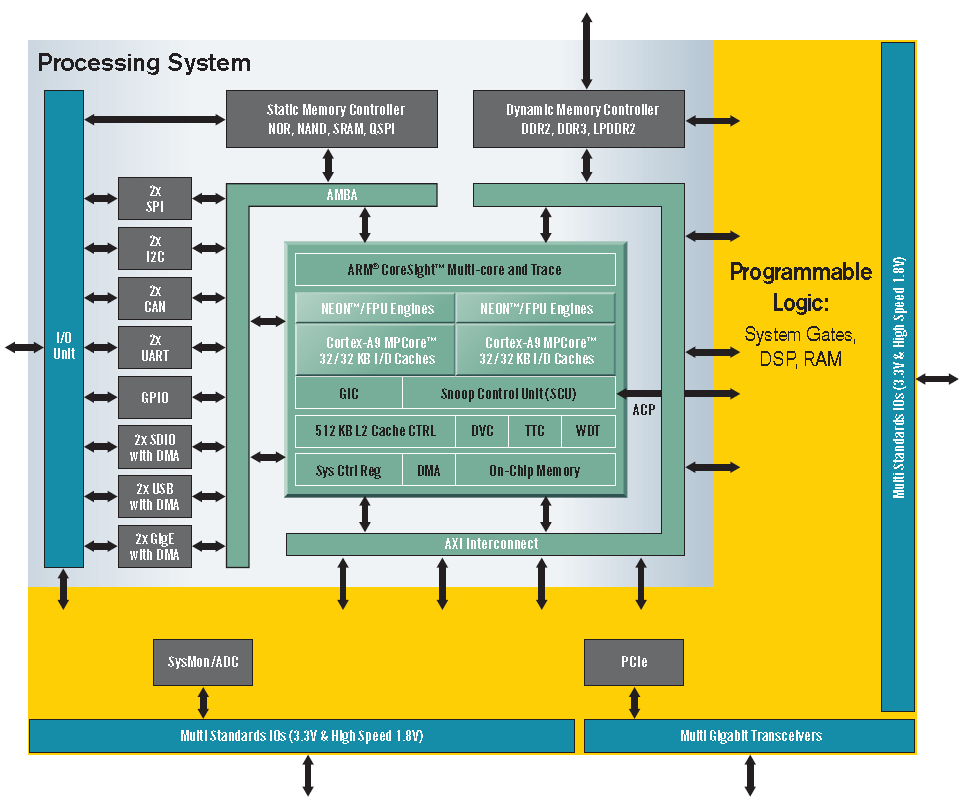 Processing System
Static Memory Controller
NOR, NAND, SRAM, QSPI
Dynamic Memory Controller
DDR2, DDR3, LPDDR2
2x
SPI
AMBA
2x
I2C
2x
CAN
2x
UART
GPIO
2x SDIO
with DMA
2x USB
with DMA
2x GigE
with DMA
I/O
Unit
ARM® CoreSight™ Multi-core and Trace
NEON™/FPU Engines
NEON™/FPU Engines
Cortex-A9 MPCore™
32/32 KB I/D Caches
Cortex-A9 MPCore™
32/32 KB I/D Caches
GIC
Snoop Control Unit (SCU)
ACP
512 KB L2 Cache CTRL
DVC
TTC
WDT
Sys Ctrl Reg
DMA
On-Chip Memory
AXI Interconnect
Programmable
Logic:
System Gates,
DSP, RAM
Multi Standards IOs (3.3V & High Speed 1.8V)
SysMon/ADC
PCIe
Multi Standards IOs (3.3V & High Speed 1.8V)
Multi Gigabit Transceivers